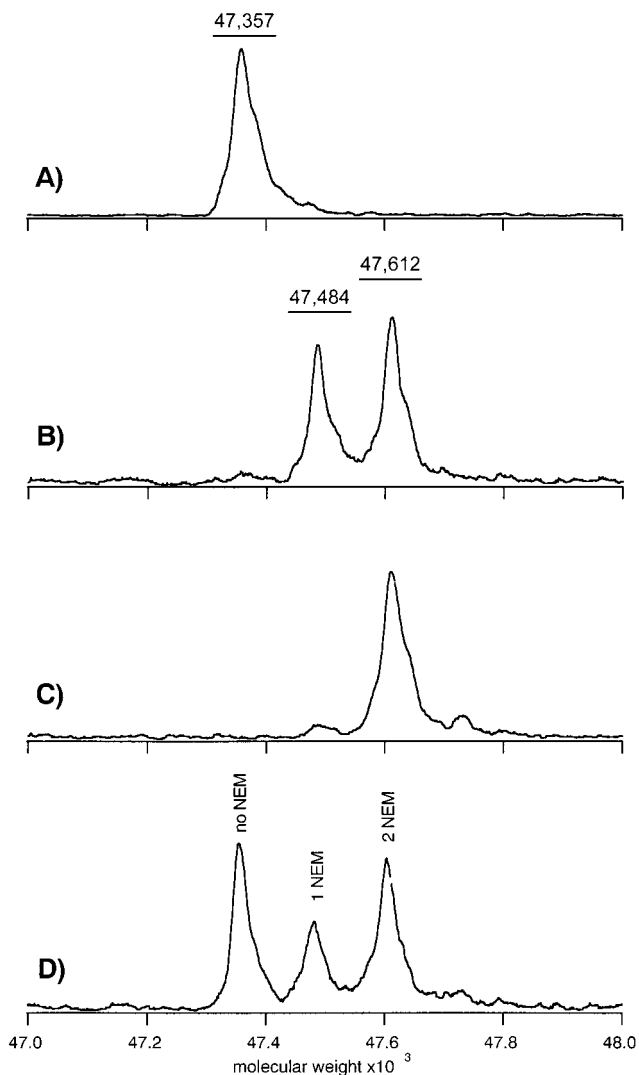 47,357
A)
47,612
47,484
B)
C)
no NEM
1 NEM
2 NEM
D)
47.0 47.2 47.4 47.6 47.8 48.0
molecular weight x10 3